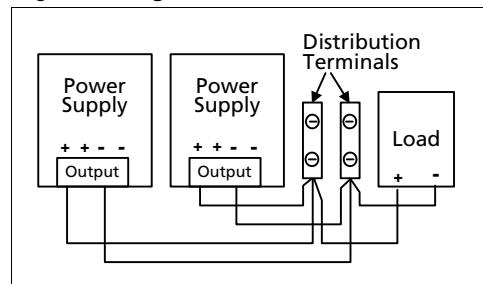 Distribution
Terminals
Power
Supply
+ + - -
Output
Power
Supply
+ + - -
Output
Load
+ -